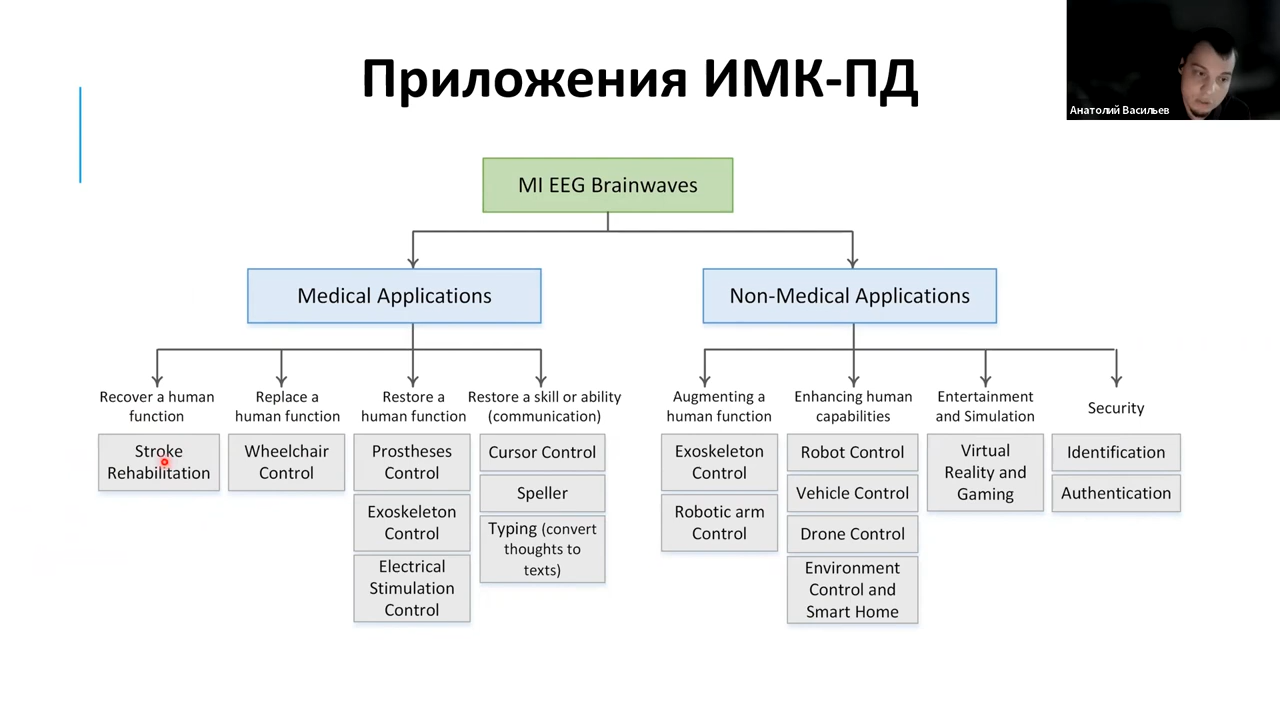 Приложения ИМК-ПД
Анатолий Васильев
MI EEG Brainwaves
Medical Applications
Non-Medical Applications
Recover a human
function
Stroke
Rehabilitation
Replace a
human function
Wheelchair
Control
Restore a
human function
Prostheses
Control
Exoskeleton
Control
Electrical
Stimulation
Control
Restore a skill or ability
(communication)
Cursor Control
Speller
Typing (convert
thoughts to
texts)
Augmenting a
human function
Exoskeleton
Control
Robotic arm
Control
Enhancing human
capabilities
Robot Control
Vehicle Control
Drone Control
Environment
Control and
Smart Home
Entertainment
and Simulation
Virtual
Reality and
Gaming
Security
Identification
Authentication